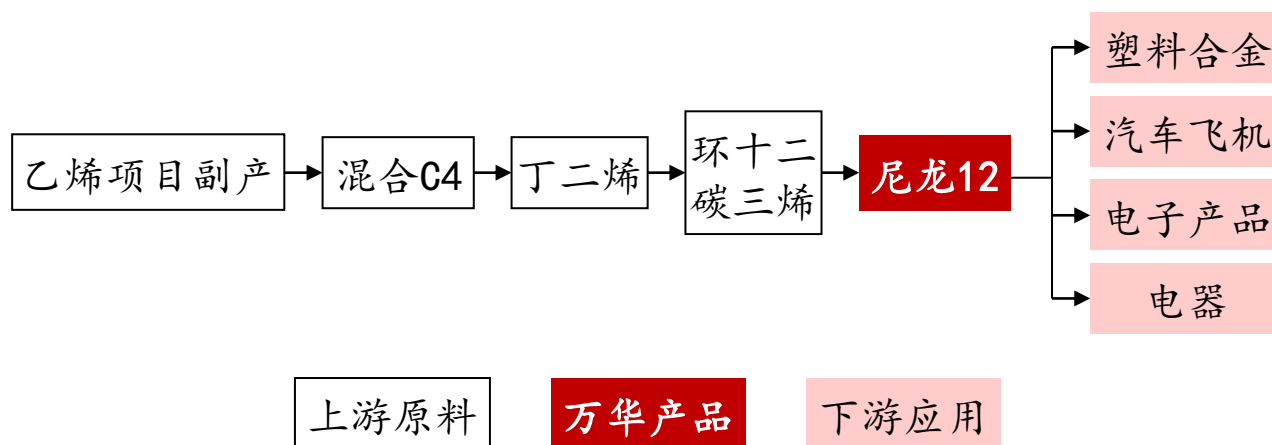 乙烯项目副产
混合C4
丁二烯
环十二
碳三烯
尼龙12
塑料合金
汽车飞机
电子产品
电器
上游原料
万华产品
下游应用